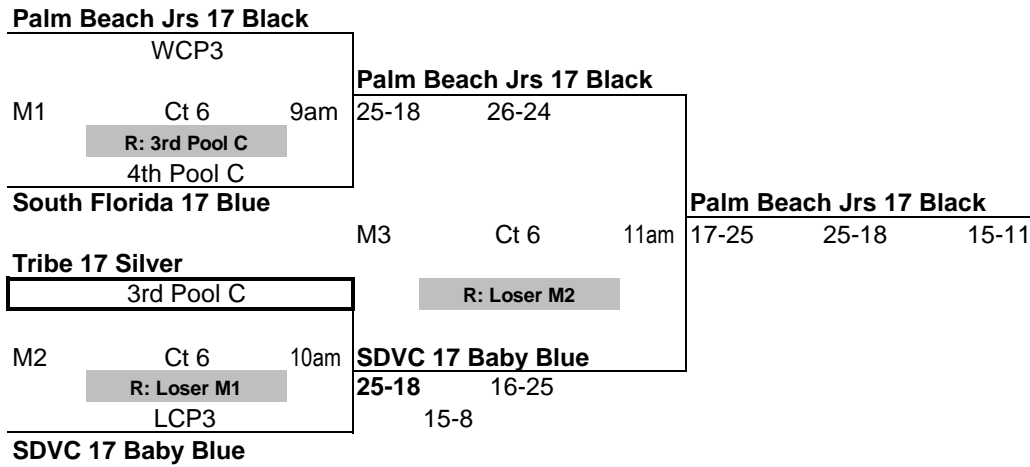 Palm Beach Jrs 17 Black
WCP3
Palm Beach Jrs 17 Black
M1 Ct 6 9am 25-18 26-24
R: 3rd Pool C
4th Pool C
South Florida 17 Blue Palm Beach Jrs 17 Black
M3 Ct 6 11am 17-25 25-18 15-11
Tribe 17 Silver
3rd Pool C R: Loser M2
M2 Ct 6 10am SDVC 17 Baby Blue
R: Loser M1 25-18 16-25
LCP3 15-8
SDVC 17 Baby Blue